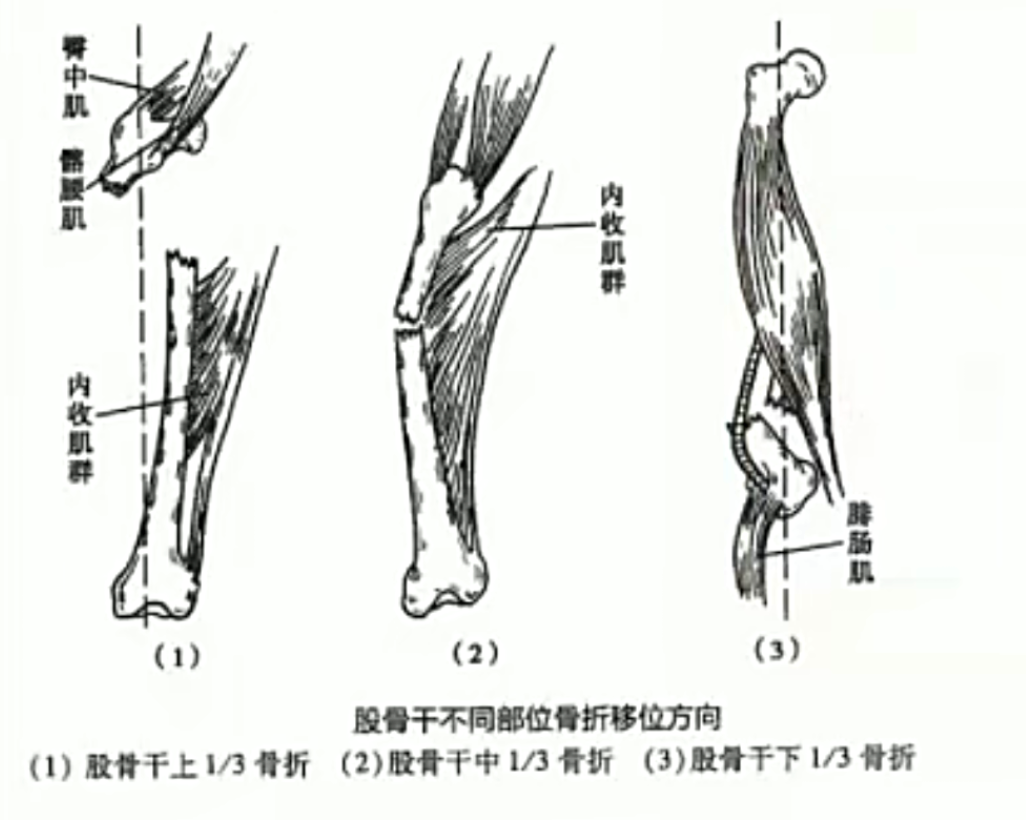 臀中肌
髂腰肌
内收肌群
(1)
内收肌群
(2)
腓肠肌
(3)
股骨干不同部位骨折移位方向
(1) 股骨干上 1/3 骨折 (2)股骨干中 1/3 骨折 (3)股骨干下 1/3 骨折